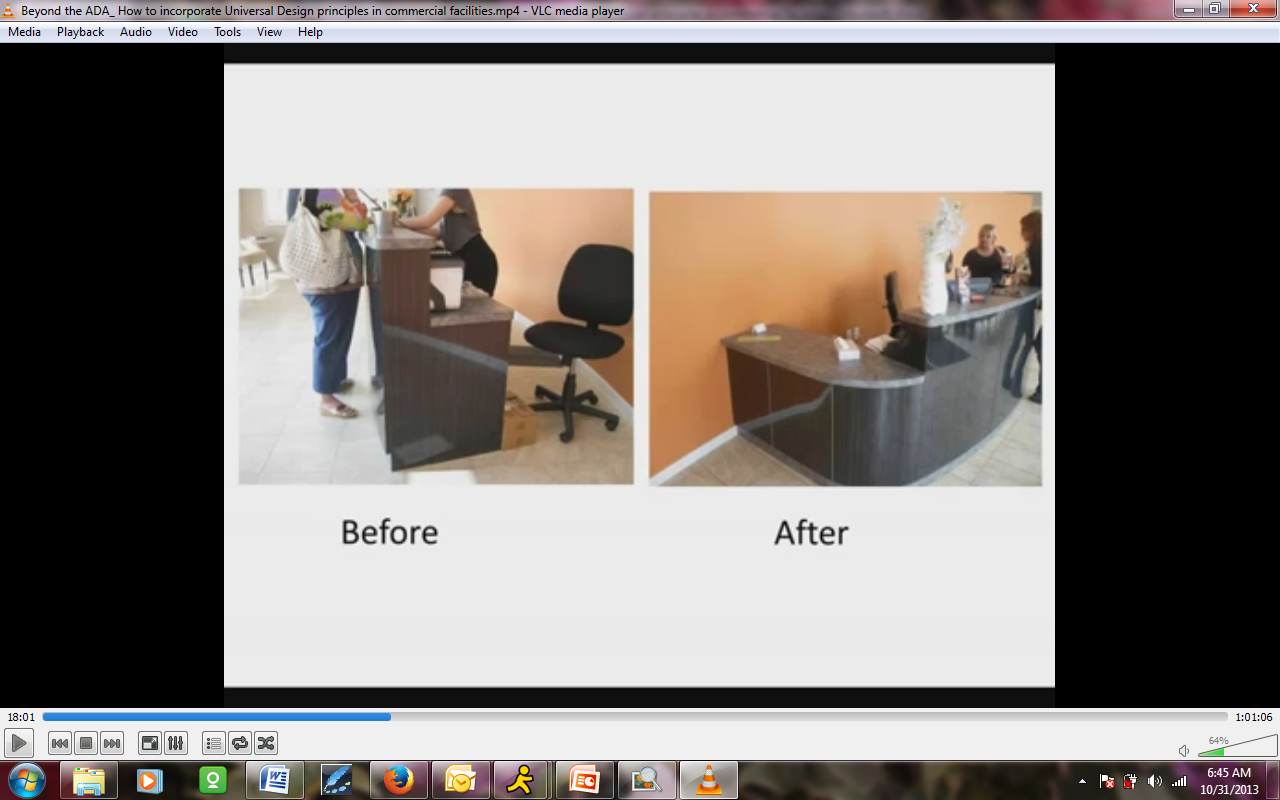 Beyond the ADA_ How to incorporate Universal Design principles in commercial facilities.mp4 - VLC media player
Media Playback Audio Video Tools View Help
Before After
18:01 1:01:06
64%
6:45 AM
10/31/2013